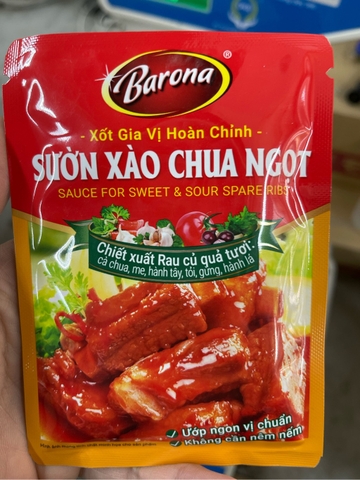 Barona®
- Xốt Gia Vị Hoàn Chỉnh -
SƯỜN XÀO CHUA NGỌT
SAUCE FOR SWEET & SOUR SPARE RIBS
Chiết xuất Rau củ quả tươi:
cà chua, me, hành tây, tỏi, gừng, hành lá
✓ Ướp ngon vị chuẩn
✓ Không cần nêm nếm